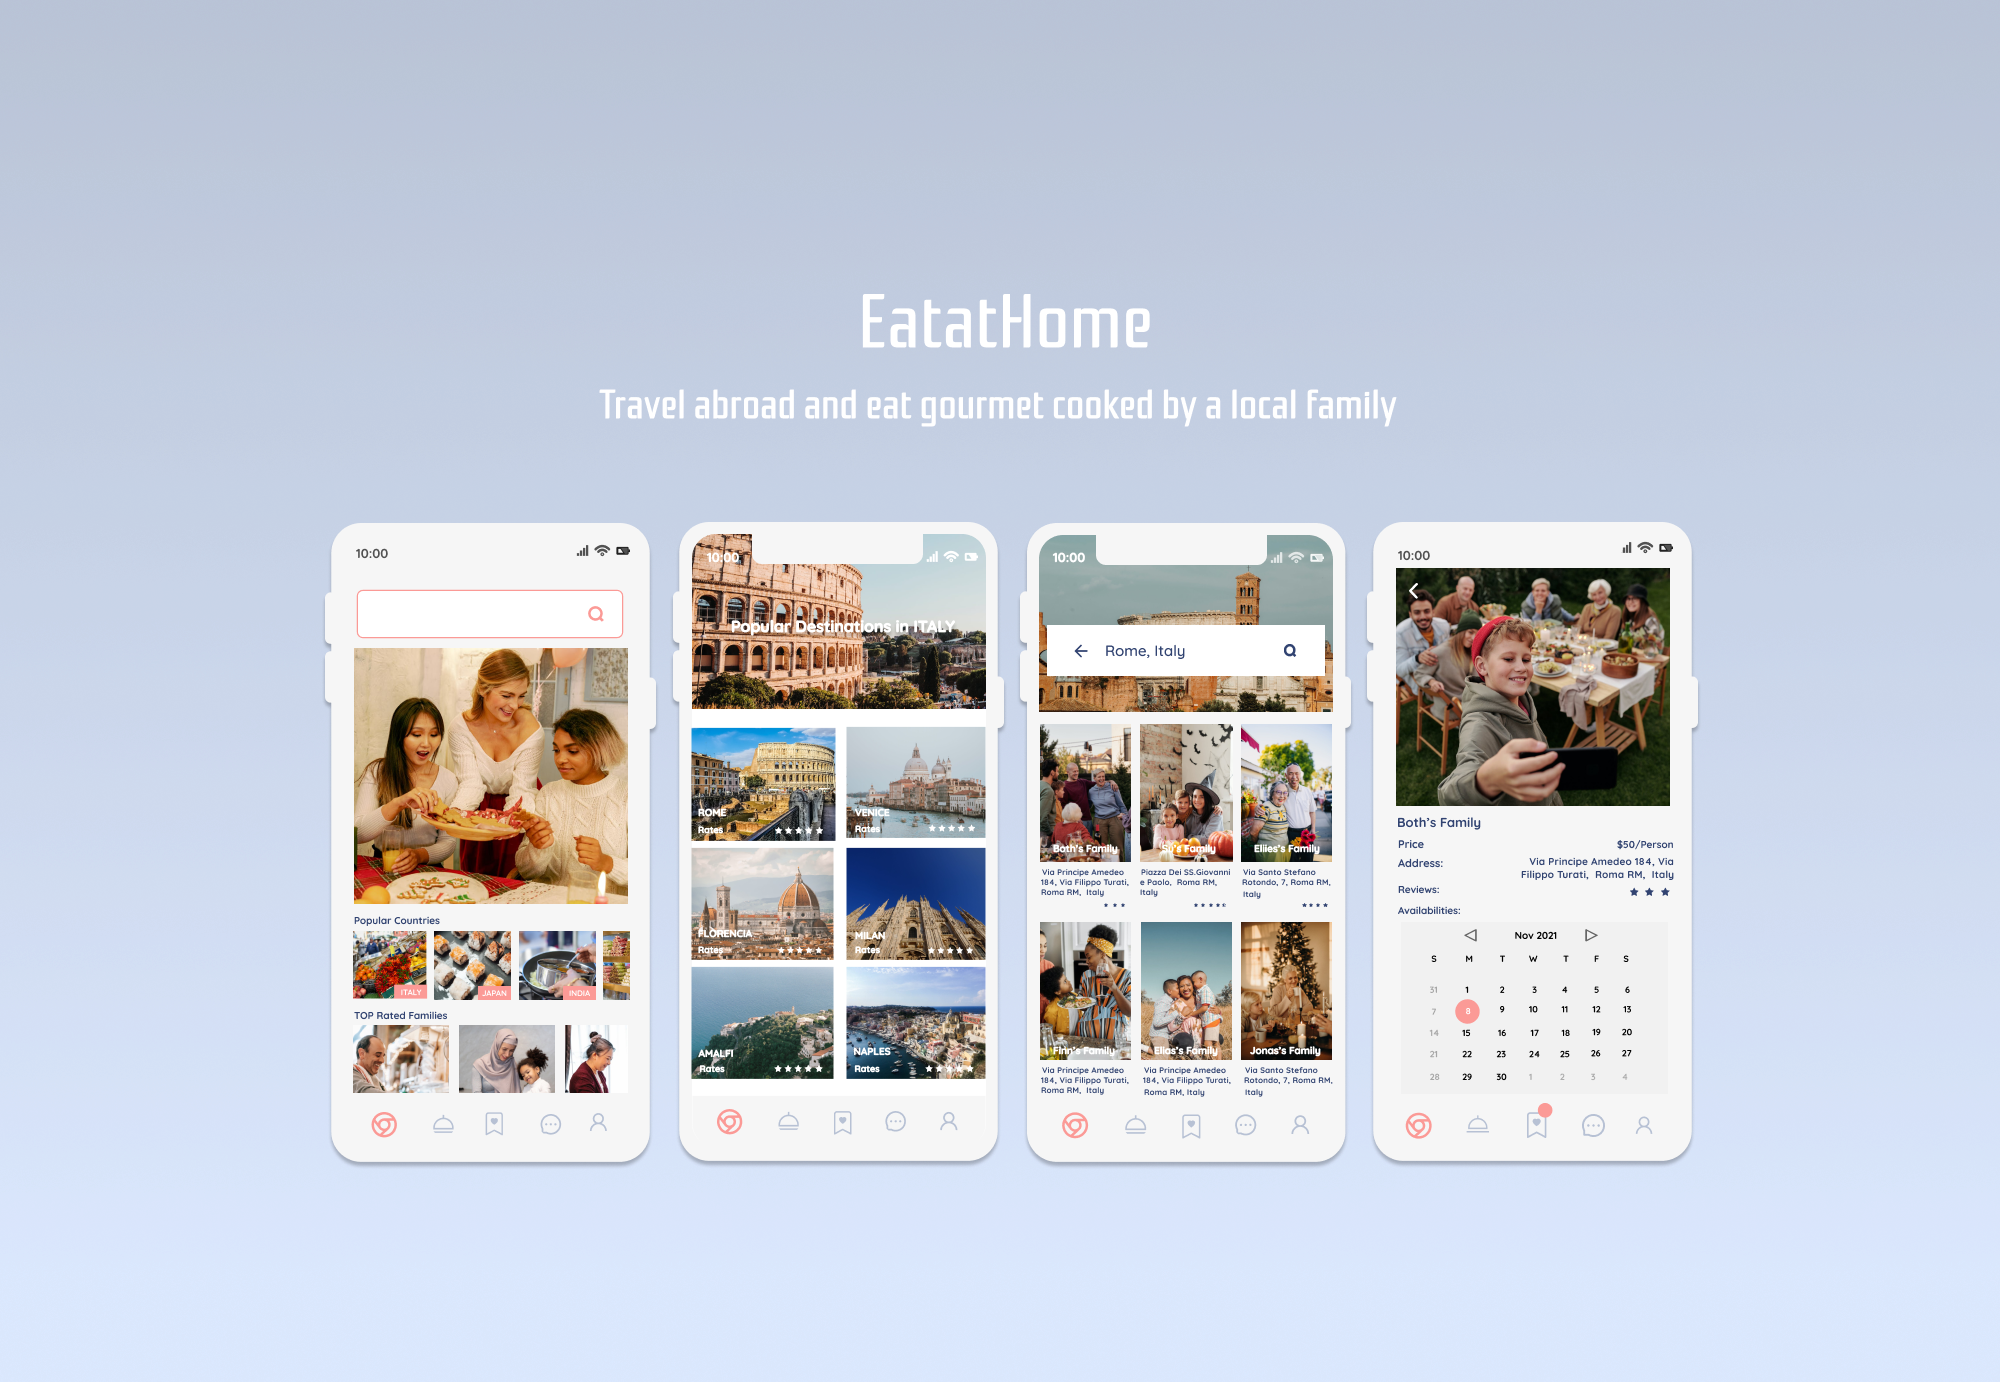 EatatHome
Travel abroad and eat gourmet cooked by a local family
10:00
Popular Countries
ITALY
JAPAN
INDIA
TOP Rated Families
10:00
Popular Destinations in ITALY
ROME
Rates
VENICE
Rates
FLORENCIA
Rates
MILAN
Rates
AMALFI
Rates
NAPLES
Rates
10:00
Rome, Italy
Both's Family
Su's Family
Ellies's Family
Via Principe Amedeo
184, Via Filippo Turati,
Roma RM, Italy
Piazza Dei SS.Giovanni
e Paolo, Roma RM,
Italy
Via Santo Stefano
Rotondo, 7, Roma RM,
Italy
Finn's Family
Elias's Family
Jonas's Family
Via Principe Amedeo
184, Via Filippo Turati,
Roma RM, Italy
Via Principe Amedeo
184, Via Filippo Turati,
Roma RM, Italy
Via Santo Stefano
Rotondo, 7, Roma RM,
Italy
10:00
Both's Family
Price $50/Person
Address: Via Principe Amedeo 184, Via
Filippo Turati, Roma RM, Italy
Reviews:
Availabilities:
Nov 2021
S M T W T F S
31 1 2 3 4 5 6
7 8 9 10 11 12 13
14 15 16 17 18 19 20
21 22 23 24 25 26 27
28 29 30 1 2 3 4